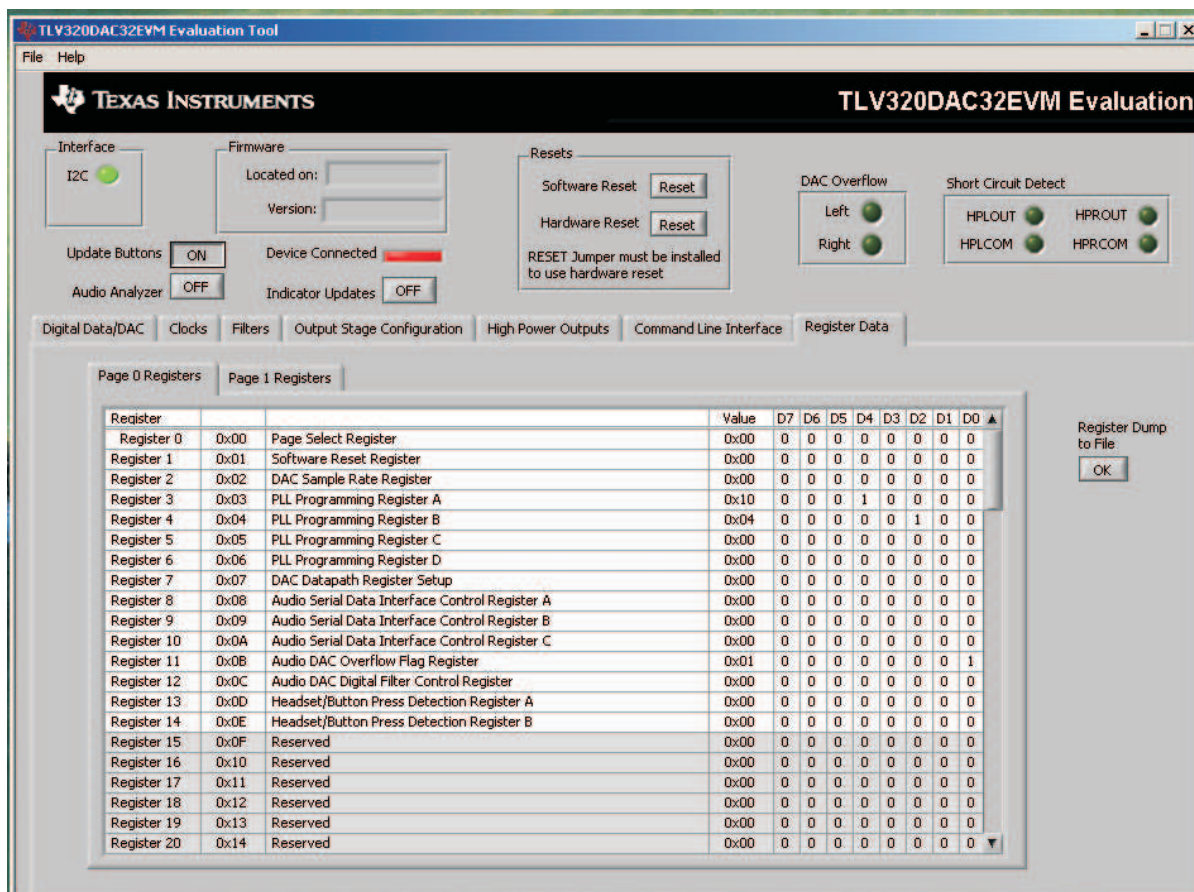 TLV320DAC32EVM Evaluation Tool
File Help
TEXAS INSTRUMENTS
TLV320DAC32EVM Evaluation
Interface
I2C
Firmware
Located on:
Version:
Resets
Software Reset Reset
Hardware Reset Reset
RESET Jumper must be installed
to use hardware reset
DAC Overflow
Left
Right
Short Circuit Detect
HPLOUT HPROUT
HPLCOM HPRCOM
Update Buttons ON
Device Connected
Audio Analyzer OFF
Indicator Updates OFF
Digital Data/DAC Clocks Filters Output Stage Configuration High Power Outputs Command Line Interface Register Data
Page 0 Registers Page 1 Registers
Register Value D7 D6 D5 D4 D3 D2 D1 D0
Register 0 0x00 Page Select Register 0x00 0 0 0 0 0 0 0 0
Register 1 0x01 Software Reset Register 0x00 0 0 0 0 0 0 0 0
Register 2 0x02 DAC Sample Rate Register 0x00 0 0 0 0 0 0 0 0
Register 3 0x03 PLL Programming Register A 0x10 0 0 0 1 0 0 0 0
Register 4 0x04 PLL Programming Register B 0x04 0 0 0 0 0 1 0 0
Register 5 0x05 PLL Programming Register C 0x00 0 0 0 0 0 0 0 0
Register 6 0x06 PLL Programming Register D 0x00 0 0 0 0 0 0 0 0
Register 7 0x07 DAC Datapath Register Setup 0x00 0 0 0 0 0 0 0 0
Register 8 0x08 Audio Serial Data Interface Control Register A 0x00 0 0 0 0 0 0 0 0
Register 9 0x09 Audio Serial Data Interface Control Register B 0x00 0 0 0 0 0 0 0 0
Register 10 0x0A Audio Serial Data Interface Control Register C 0x00 0 0 0 0 0 0 0 0
Register 11 0x0B Audio DAC Overflow Flag Register 0x01 0 0 0 0 0 0 0 1
Register 12 0x0C Audio DAC Digital Filter Control Register 0x00 0 0 0 0 0 0 0 0
Register 13 0x0D Headset/Button Press Detection Register A 0x00 0 0 0 0 0 0 0 0
Register 14 0x0E Headset/Button Press Detection Register B 0x00 0 0 0 0 0 0 0 0
Register 15 0x0F Reserved 0x00 0 0 0 0 0 0 0 0
Register 16 0x10 Reserved 0x00 0 0 0 0 0 0 0 0
Register 17 0x11 Reserved 0x00 0 0 0 0 0 0 0 0
Register 18 0x12 Reserved 0x00 0 0 0 0 0 0 0 0
Register 19 0x13 Reserved 0x00 0 0 0 0 0 0 0 0
Register 20 0x14 Reserved 0x00 0 0 0 0 0 0 0 0
Register Dump
to File
OK